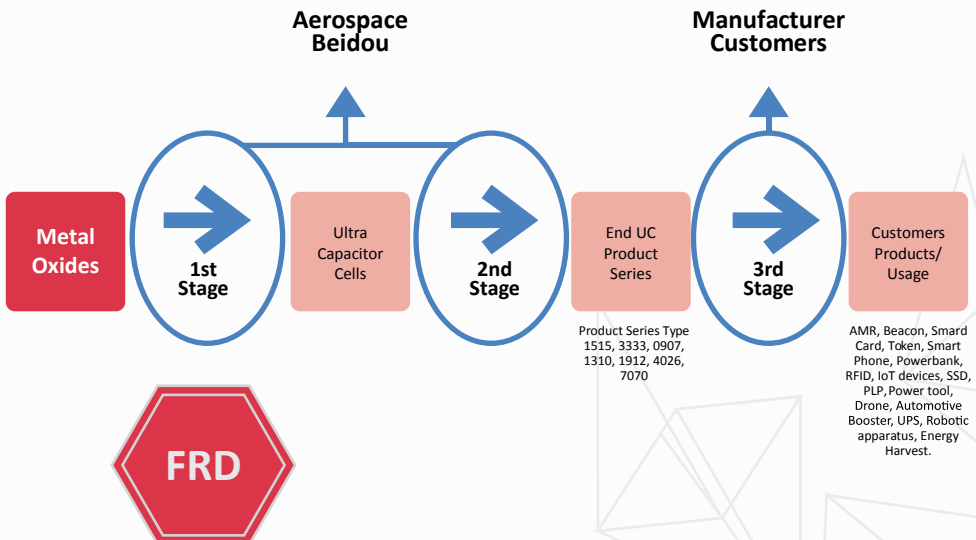 Aerospace
Beidou
Manufacturer
Customers
Metal
Oxides
1st
Stage
Ultra
Capacitor
Cells
2nd
Stage
End UC
Product
Series
3rd
Stage
Customers
Products/
Usage
Product Series Type
1515, 3333, 0907,
1310, 1912, 4026,
7070
AMR, Beacon, Smard
Card, Token, Smart
Phone, Powerbank,
RFID, IoT devices, SSD,
PLP, Power tool,
Drone, Automotive
Booster, UPS, Robotic
apparatus, Energy
Harvest.
FRD